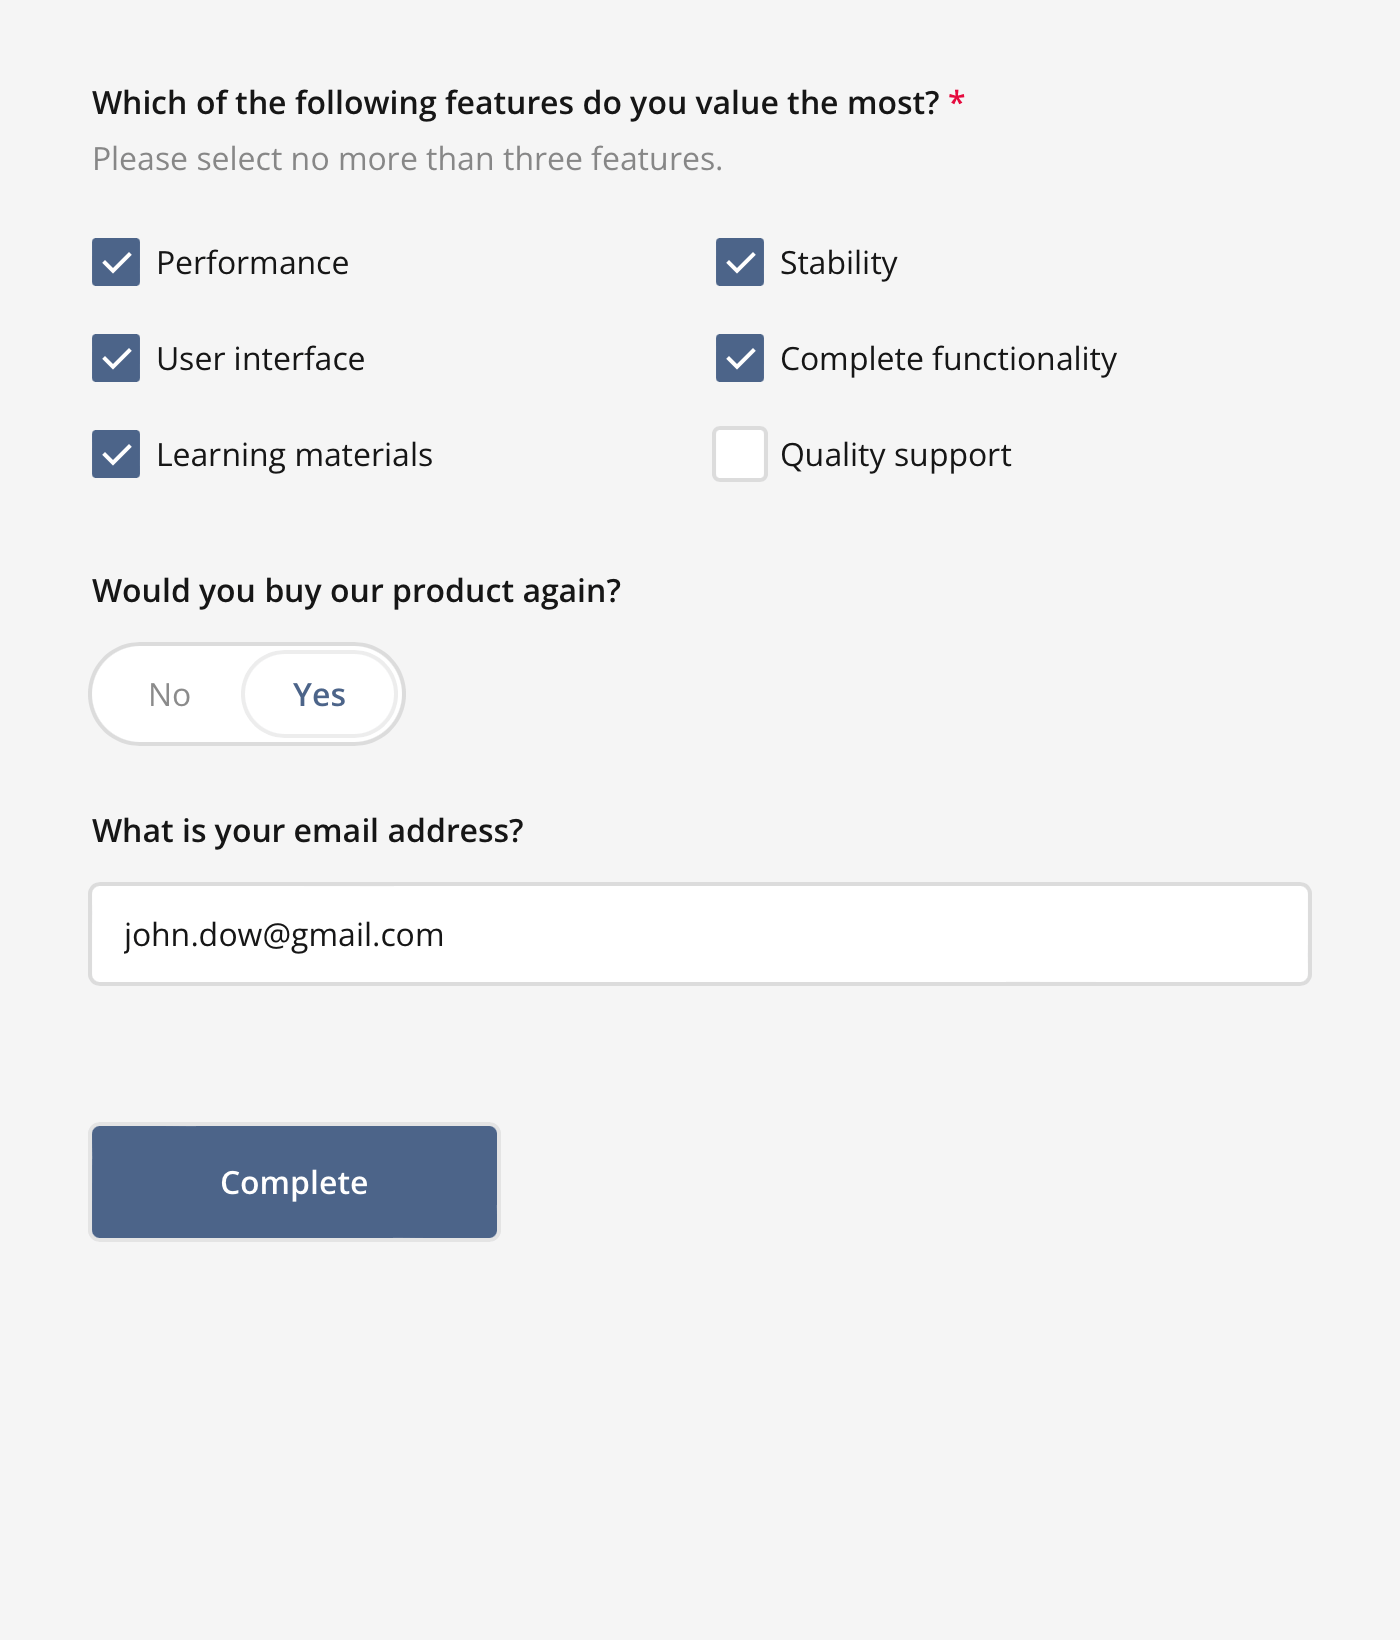 Which of the following features do you value the most? *
Please select no more than three features.
Performance
Stability
User interface
Complete functionality
Learning materials
Quality support
Would you buy our product again?
No Yes
What is your email address?
john.dow@gmail.com
Complete